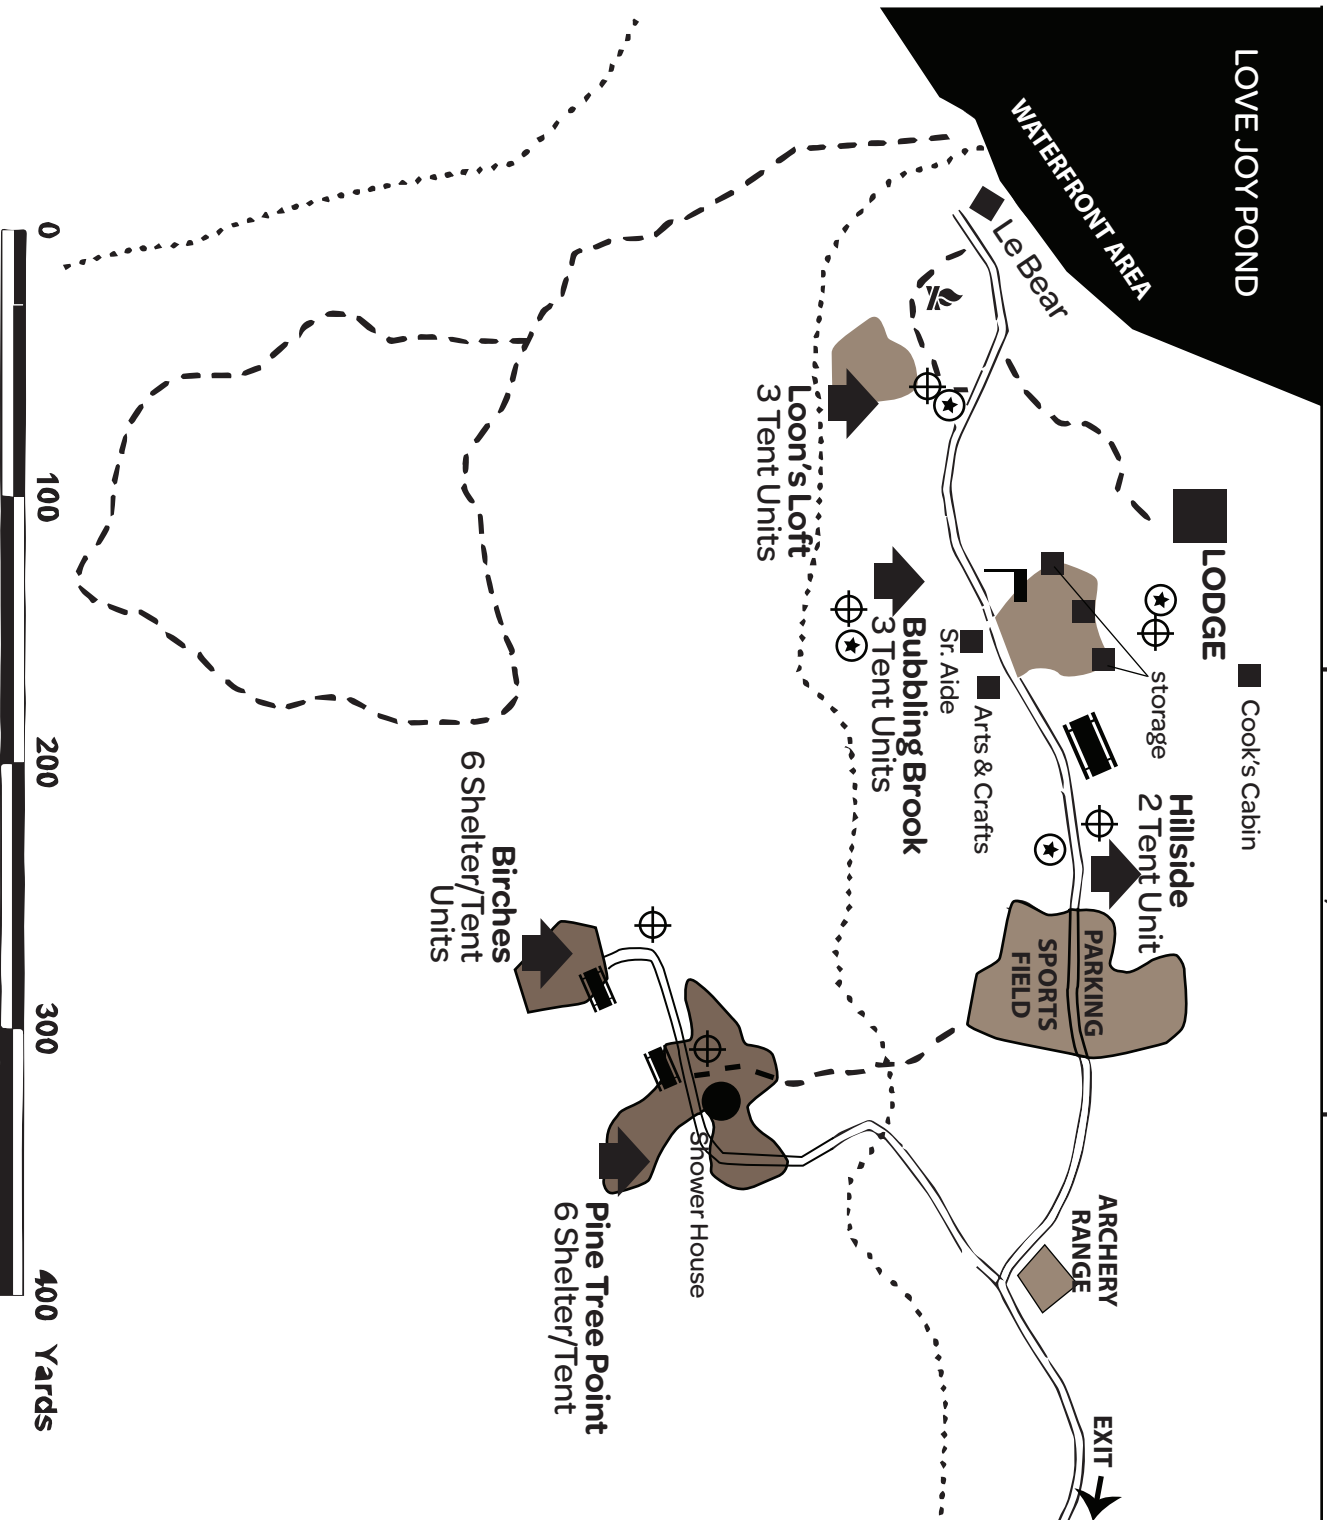 LOVE JOY POND
WATERFRONT AREA
Le Bear
LODGE
Cook's Cabin
storage
Hillside
2 Tent Unit
Loon's Loft
3 Tent Units
Bubbling Brook
3 Tent Units
Sr. Aide
Arts & Crafts
PARKING
SPORTS
FIELD
ARCHERY
RANGE
EXIT
Birches
6 Shelter/Tent
Units
Shower House
Pine Tree Point
6 Shelter/Tent
0 100 200 300 400 Yards